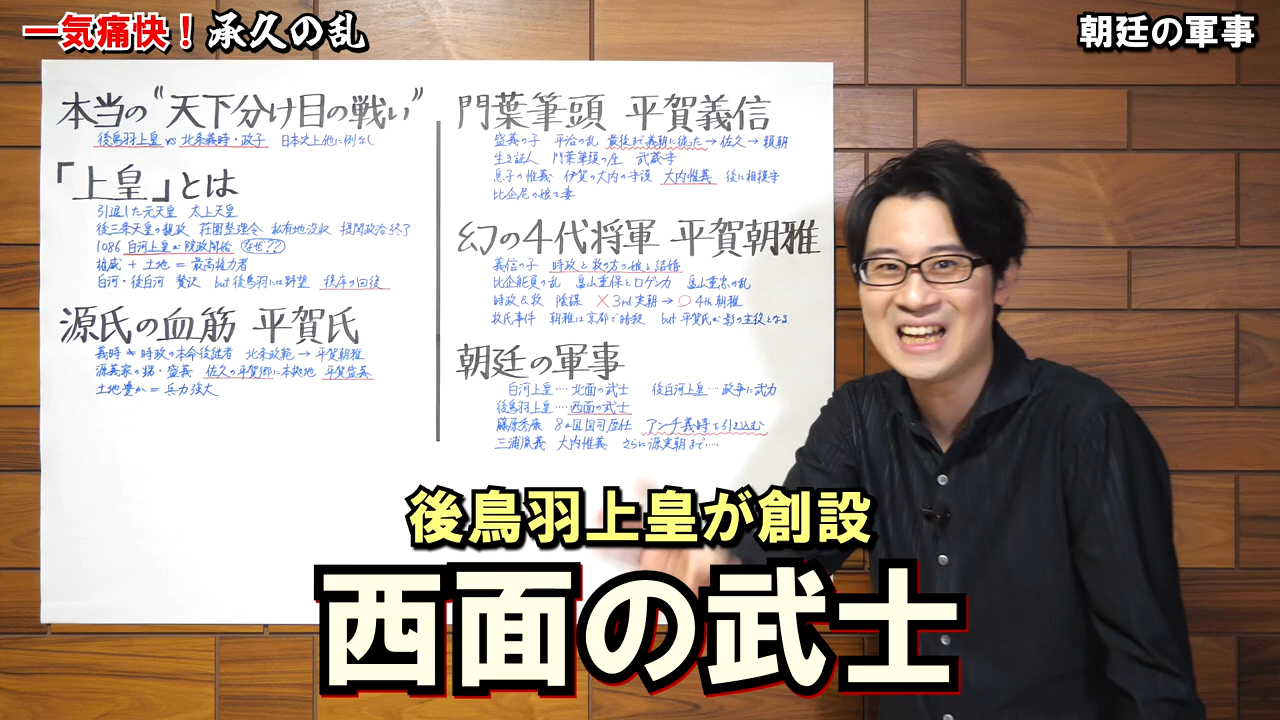 一気痛快！承久の乱
朝廷の軍事
本当の“天下分け目の戦い”
後鳥羽上皇 vs 北条義時・政子 日本史上他に例なし
「上皇」とは
引退した元天皇 太上天皇
後三条天皇の親政 荘園整理令 私有地没収 摂関政治終了
1086 白河上皇が院政開始 なぜ??
権威 + 土地 = 最高権力者
白河・後白河 贅沢 but 後鳥羽には野望 秩序の回復
源氏の血筋 平賀氏
義時 ≠ 時政の本命後継者 北条政範 → 平賀朝雅
源義家の甥・盛義 佐久の平賀郷に本拠地 平賀盛義
土地豊か = 兵力強大
門葉筆頭 平賀義信
盛義の子 平治の乱 最後まで義朝に従った → 佐久 → 頼朝
生き証人 門葉筆頭の座 武蔵守
息子の惟義 伊賀の大内の守護 大内惟義 後に相模守
比企尼の娘て妻
幻の4代将軍 平賀朝雅
義信の子 時政と牧の方の娘と結婚
比企能員の乱 畠山重保と口ゲンカ 畠山重忠の乱
時政&牧 陰謀 × 3rd 実朝 → ○ 4th 朝雅
牧氏事件 朝雅は京都で暗殺 but 平賀氏が影の主役となる
朝廷の軍事
白河上皇…北面の武士 後白河上皇…政争に武力
後鳥羽上皇…西面の武士
藤原秀康 8ヵ国国司歴任 アンチ義時を引き込む
三浦胤義 大内惟義 さらに源実朝まで…
後鳥羽上皇が創設
西面の武士